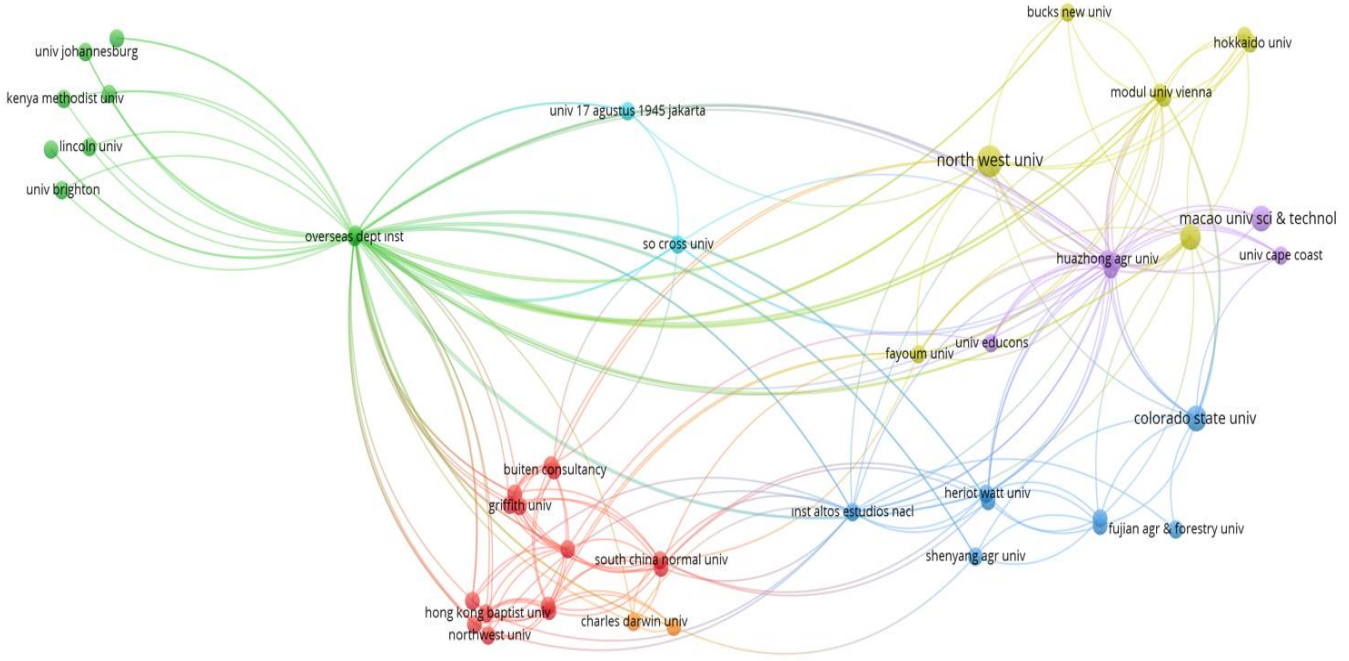 bucks new univ
hokkaido univ
univ johannesburg
modul univ vienna
kenya methodist univ
univ 17 agustus 1945 jakarta
lincoln univ
north west univ
univ brighton
macao univ sci & technol
overseas dept inst
so cross univ
univ cape coast
huazhong agr univ
univ educons
fayoum univ
colorado state univ
buiten consultancy
heriot watt univ
griffith univ
inst altos estudios nacl
fujian agr & forestry univ
shenyang agr univ
south china normal univ
hong kong baptist univ
charles darwin univ
northwest univ